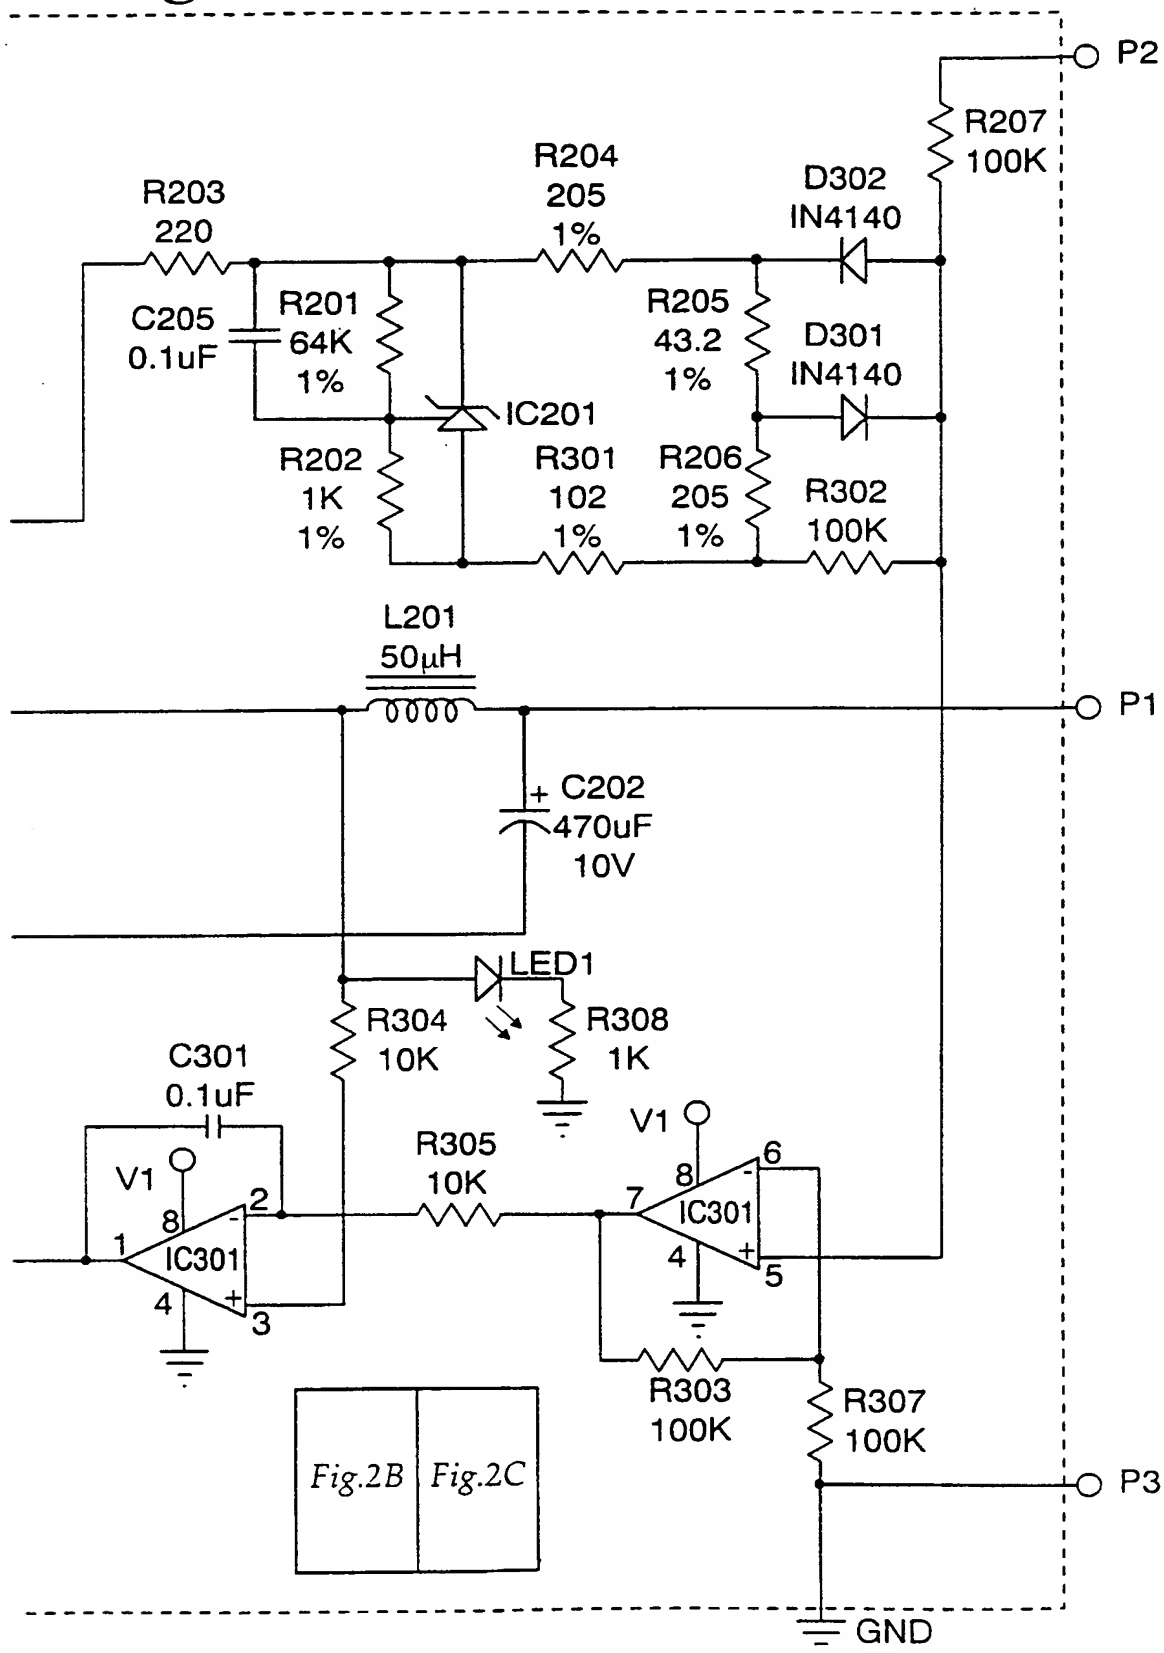 P2
R207
100K
R204
205
1%
D302
IN4140
R203
220
R201
64K
1%
C205
0.1uF
R205
43.2
1%
D301
IN4140
IC201
R202
1K
1%
R301
102
1%
R206
205
1%
R302
100K
L201
50µH
P1
+
C202
470uF
10V
LED1
R304
10K
R308
1K
C301
0.1uF
V1
8
2
-
1
IC301
4
+
3
R305
10K
V1
8
6
-
7
IC301
4
+
5
R303
100K
R307
100K
Fig.2B
Fig.2C
P3
GND